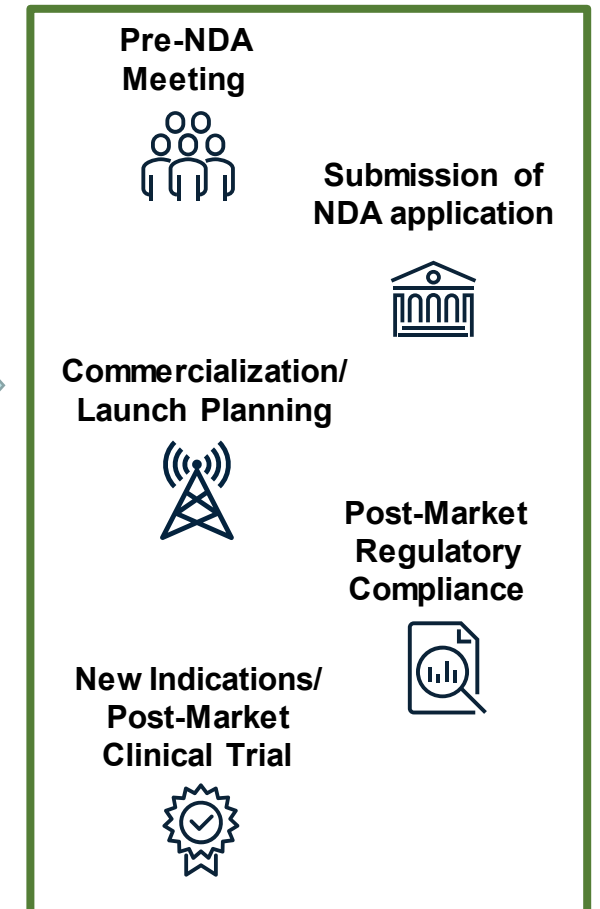 Pre-NDA
Meeting
Submission of
NDA application
Commercialization/
Launch Planning
Post-Market
Regulatory
Compliance
New Indications/
Post-Market
Clinical Trial